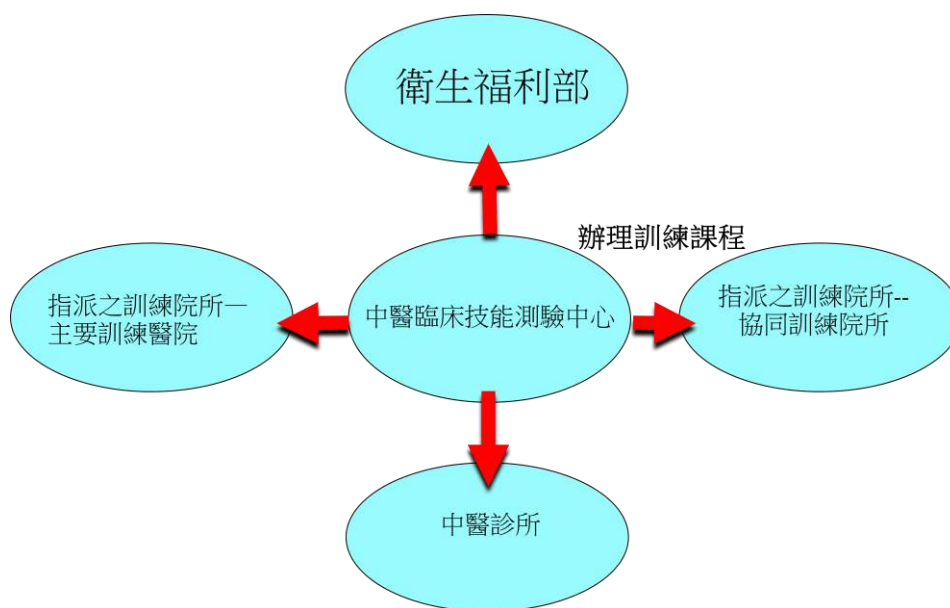 衛生福利部
辦理訓練課程
指派之訓練院所—
主要訓練醫院
中醫臨床技能測驗中心
指派之訓練院所--
協同訓練院所
中醫診所